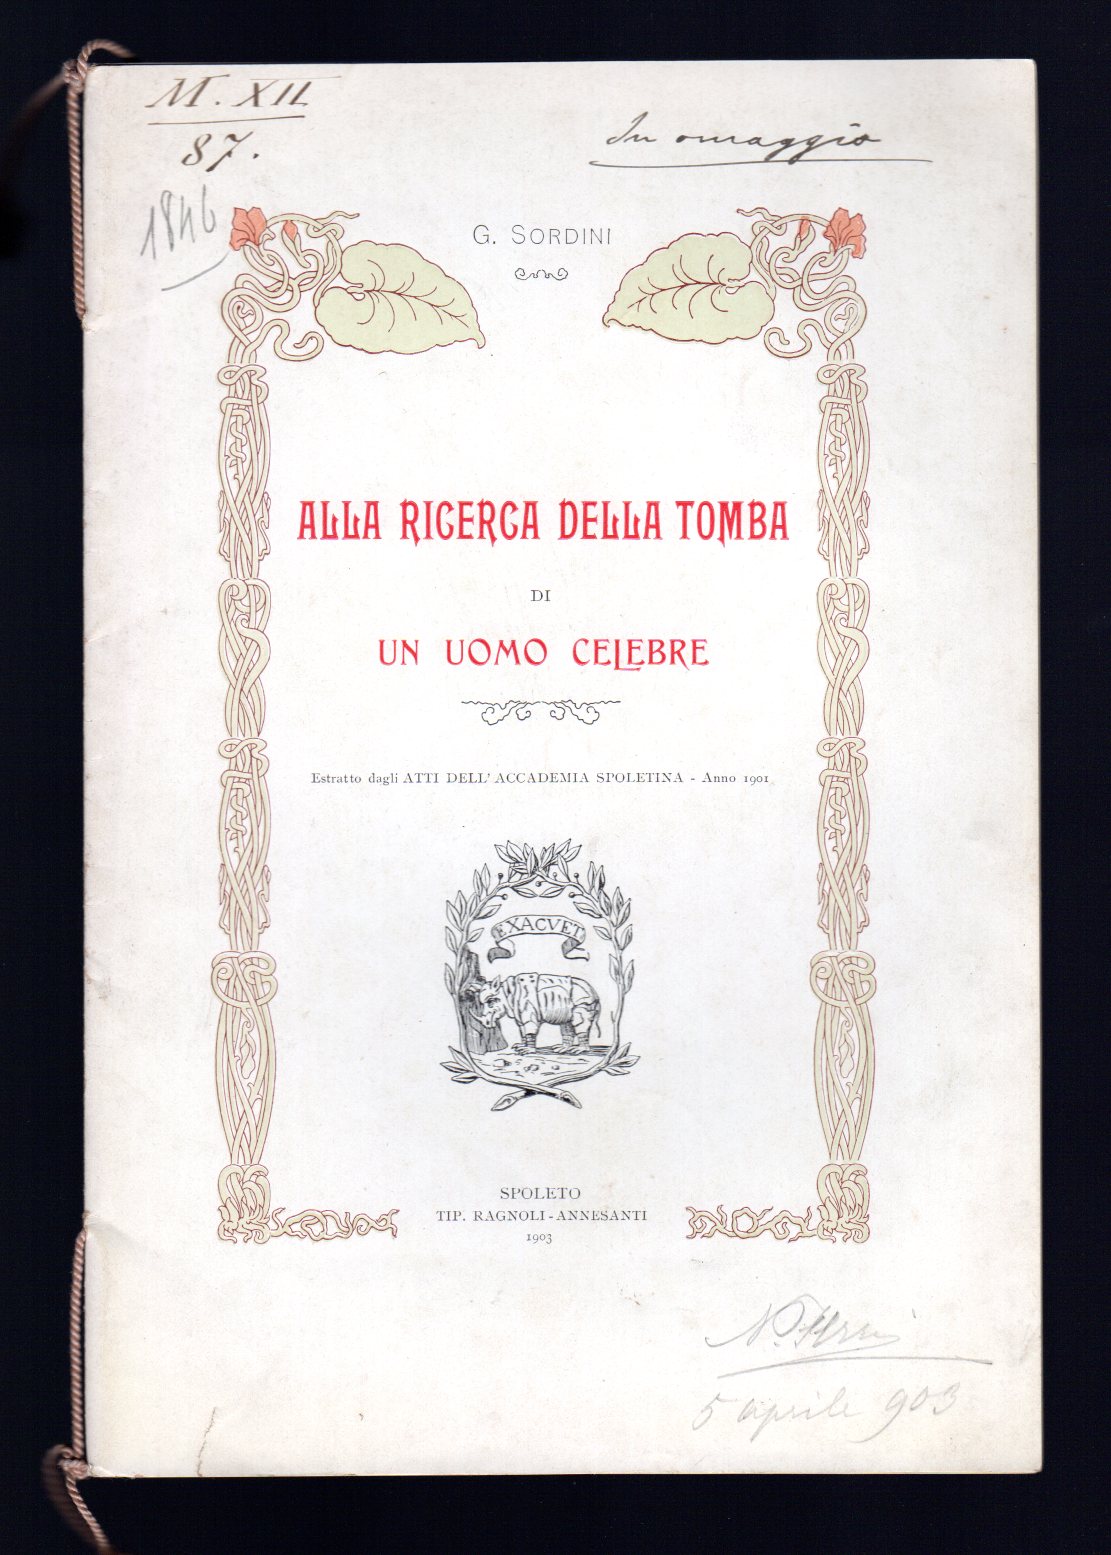 M. XII
87.
In omaggio
1846
G. SORDINI
ALLA RICERCA DELLA TOMBA
DI
UN UOMO CELEBRE
Estratto dagli ATTI DELL' ACCADEMIA SPOLETINA - Anno 1901
EXACVET
SPOLETO
TIP. RAGNOLI-ANNESANTI
1903
5 aprile 903